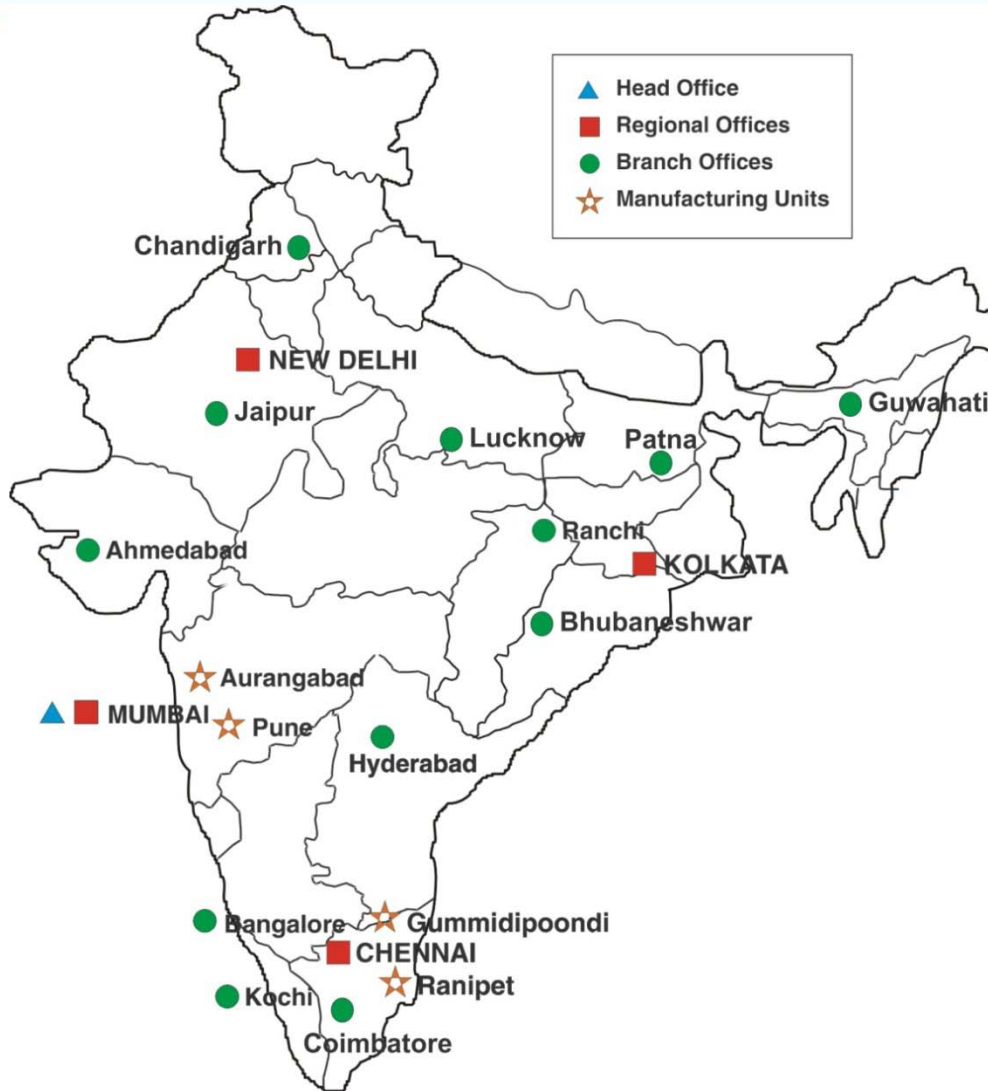 Head Office
Regional Offices
Branch Offices
Manufacturing Units
Chandigarh
NEW DELHI
Jaipur
Guwahati
Lucknow
Patna
Ranchi
Ahmedabad
KOLKATA
Bhubaneshwar
Aurangabad
MUMBAI
Pune
Hyderabad
Bangalore
Gummidipoondi
CHENNAI
Ranipet
Kochi
Coimbatore